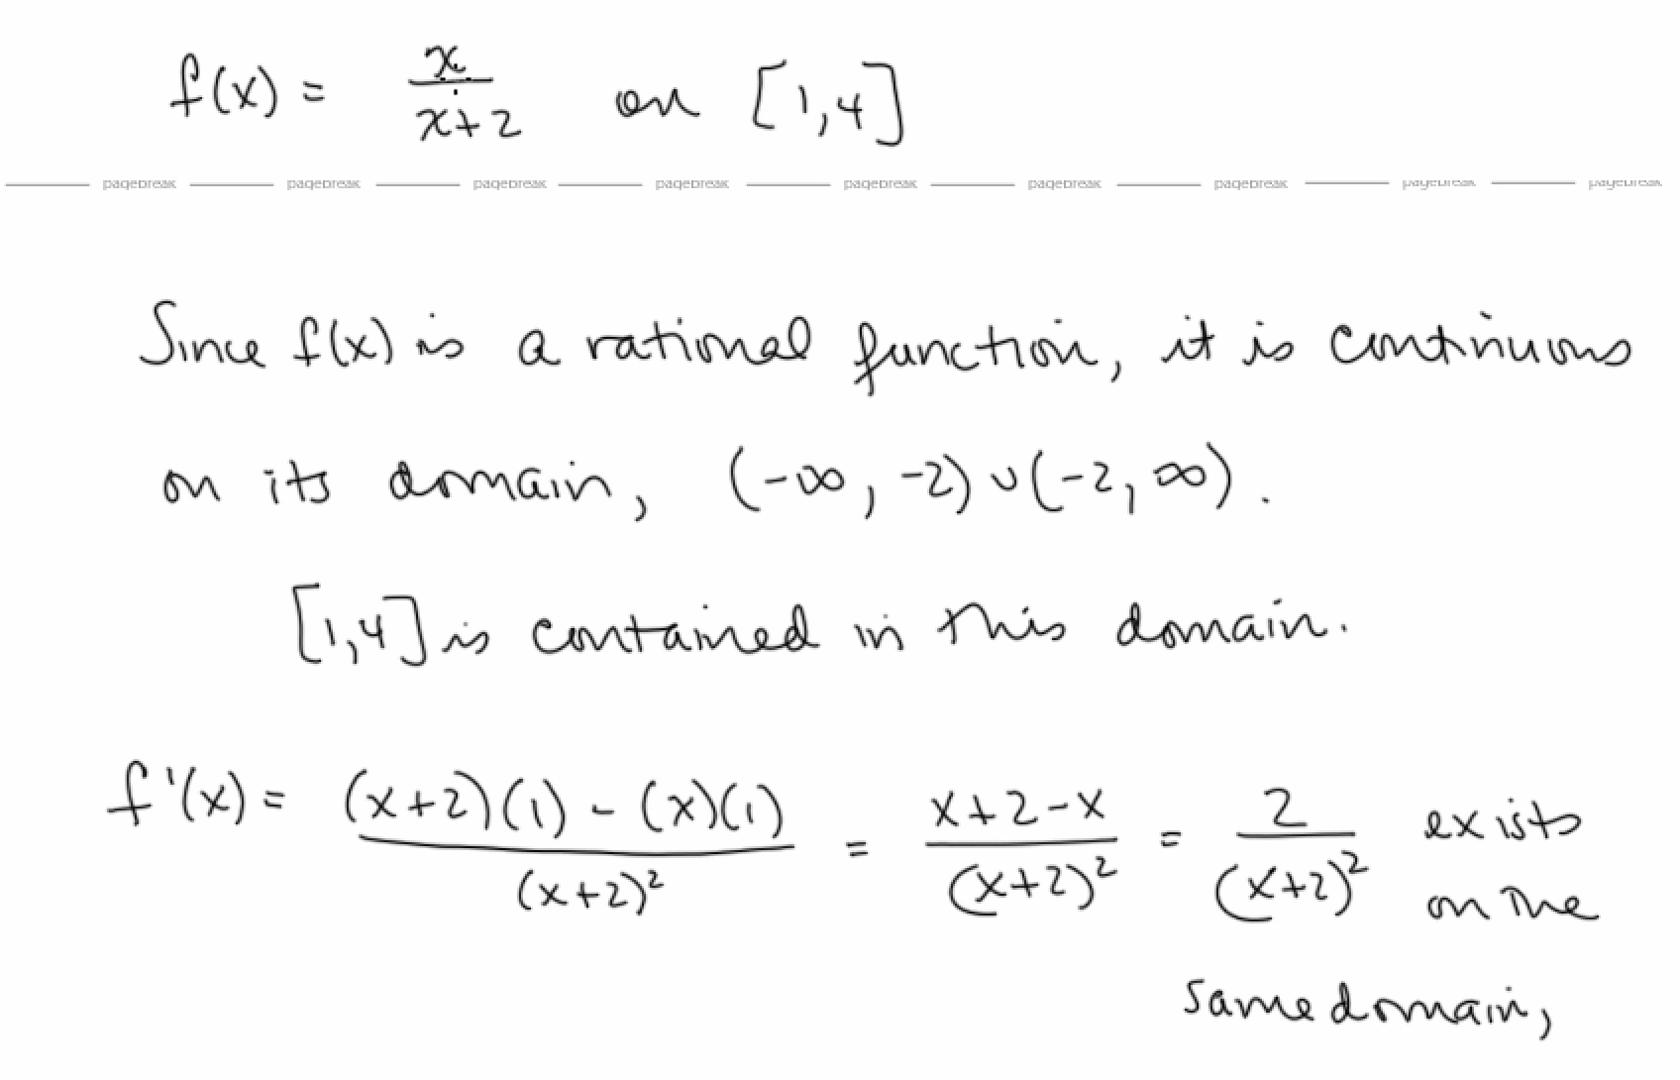 f(x) = x/(x+2) on [1,4]
pagebreak pagebreak pagebreak pagebreak pagebreak pagebreak pagebreak pagebreak pagebreak
Since f(x) is a rational function, it is continuous
on its domain, (-∞, -2) ∪ (-2, ∞).
[1,4] is contained in this domain.
f'(x) = ((x+2)(1) - (x)(1))/(x+2)² = (x+2-x)/(x+2)² = 2/(x+2)² exists
on the
same domain,